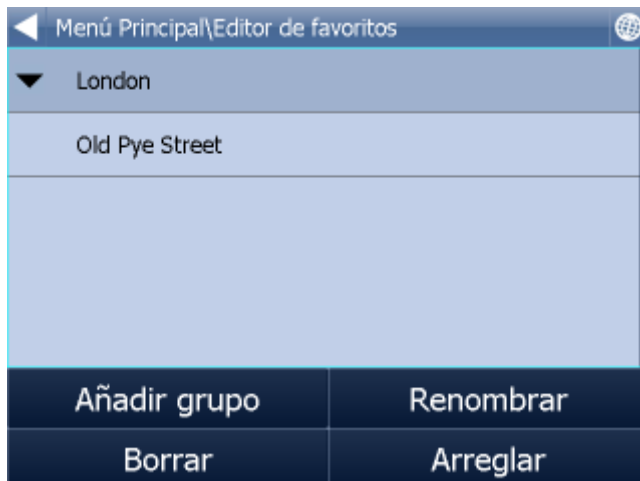 Menú Principal\Editor de favoritos
London
Old Pye Street
Añadir grupo
Renombrar
Borrar
Arreglar